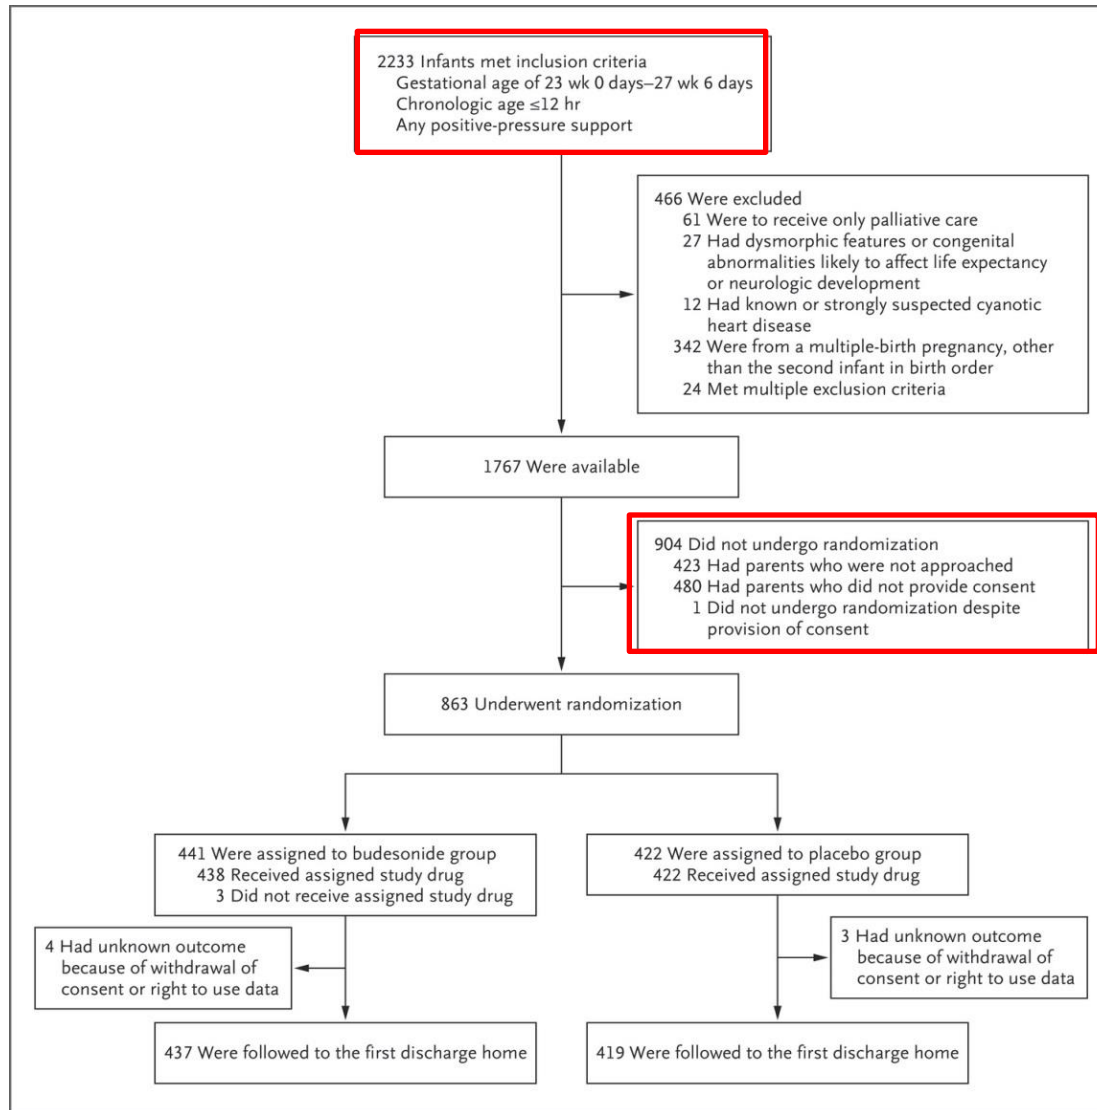 2233 Infants met inclusion criteria
Gestational age of 23 wk 0 days–27 wk 6 days
Chronologic age ≤12 hr
Any positive-pressure support
466 Were excluded
61 Were to receive only palliative care
27 Had dysmorphic features or congenital
abnormalities likely to affect life expectancy
or neurologic development
12 Had known or strongly suspected cyanotic
heart disease
342 Were from a multiple-birth pregnancy, other
than the second infant in birth order
24 Met multiple exclusion criteria
1767 Were available
904 Did not undergo randomization
423 Had parents who were not approached
480 Had parents who did not provide consent
1 Did not undergo randomization despite
provision of consent
863 Underwent randomization
441 Were assigned to budesonide group
438 Received assigned study drug
3 Did not receive assigned study drug
422 Were assigned to placebo group
422 Received assigned study drug
4 Had unknown outcome
because of withdrawal of
consent or right to use data
3 Had unknown outcome
because of withdrawal of
consent or right to use data
437 Were followed to the first discharge home
419 Were followed to the first discharge home